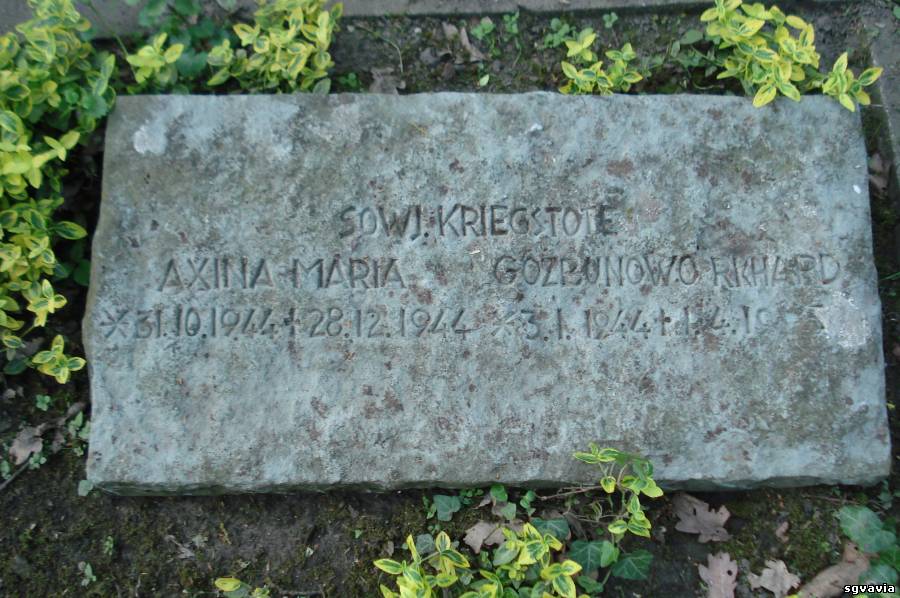 SOWJ. KRIEGSTOTE
AXINA MARIA GOZBUNOWO RICHARD
*31.10.1944 +28.12.1944 *3.1.1944 +1.4.19
sgvavia